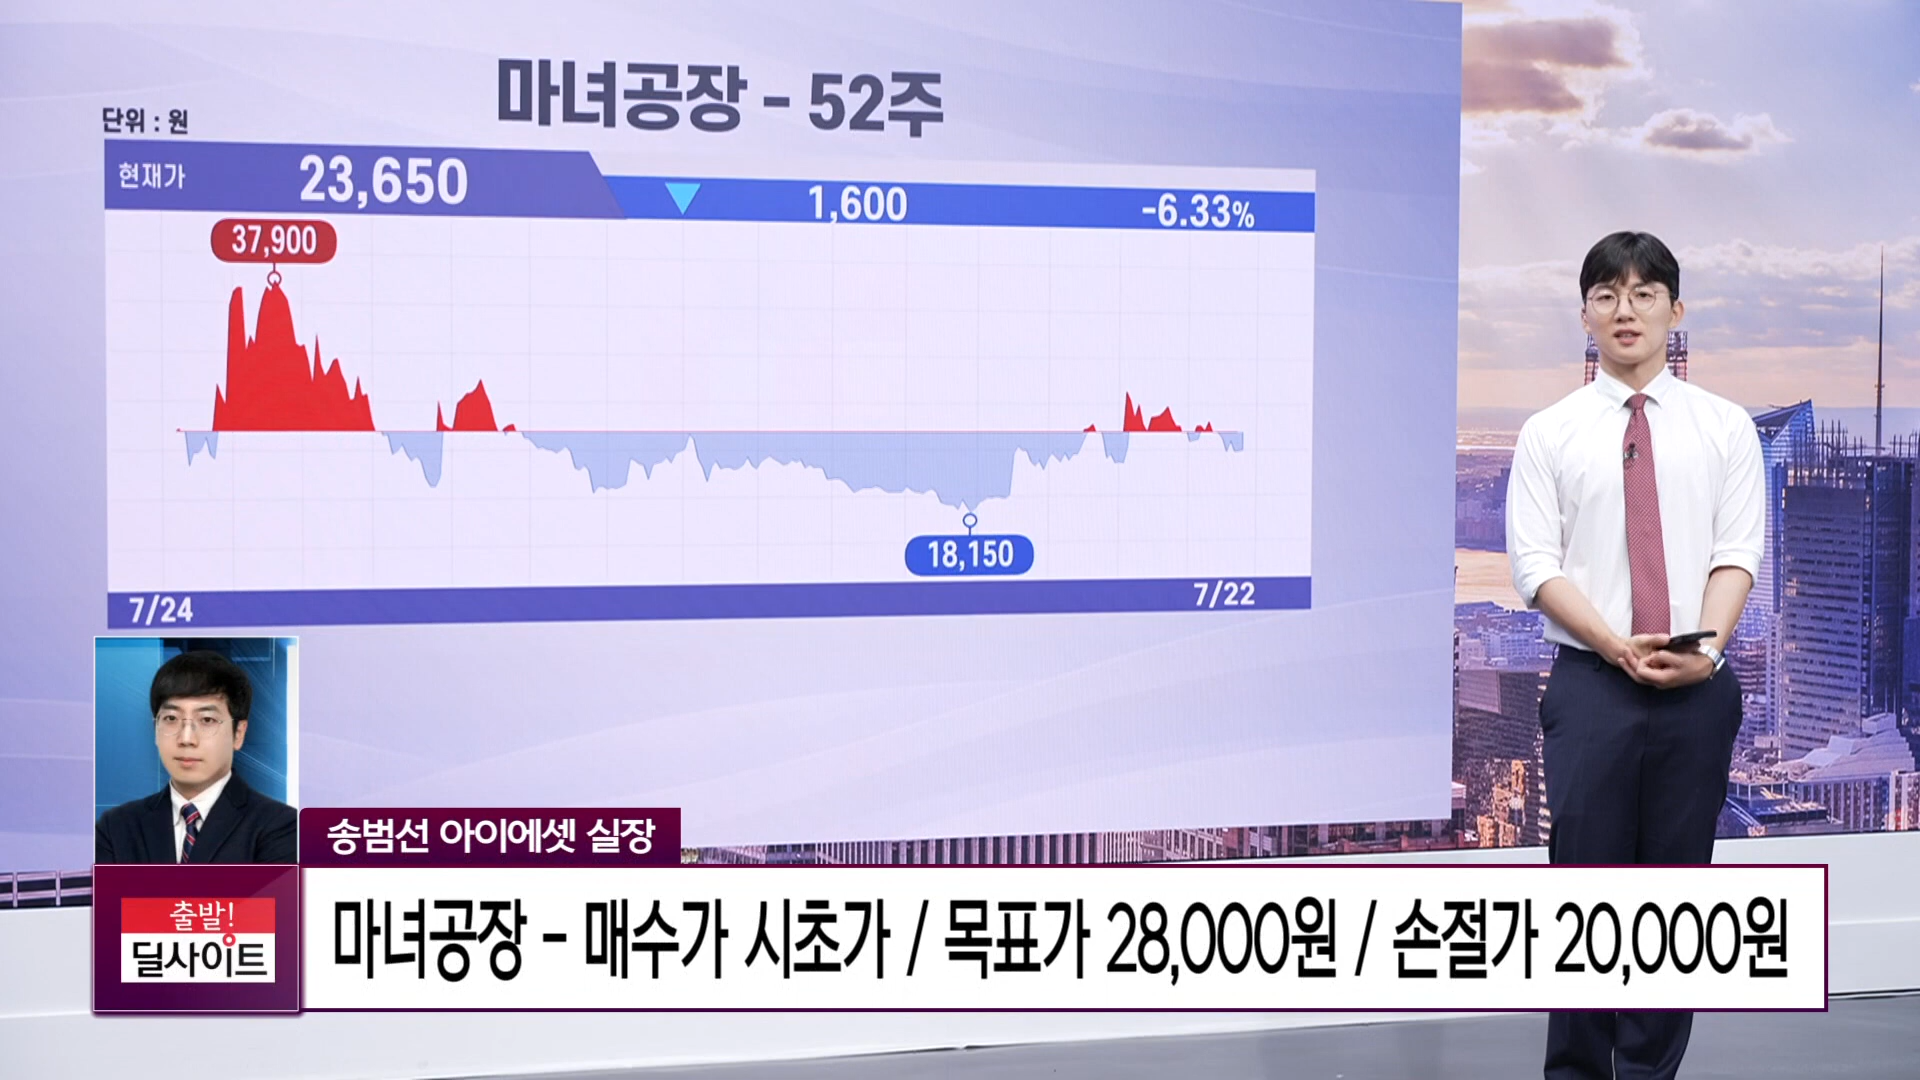 마녀공장 - 52주
단위 : 원
현재가 23,650 1,600 -6.33%
37,900
18,150
7/24 7/22
송범선 아이에셋 실장
출발!
딜사이트
마녀공장 - 매수가 시초가 / 목표가 28,000원 / 손절가 20,000원